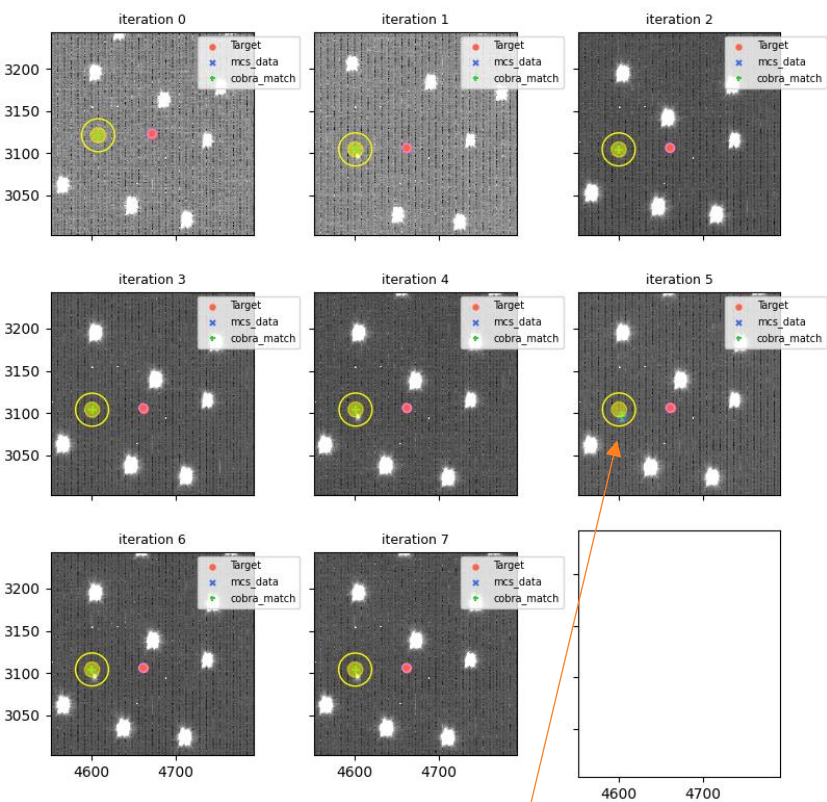 iteration 0
iteration 1
iteration 2
Target
mcs_data
cobra_match
Target
mcs_data
cobra_match
Target
mcs_data
cobra_match
3200
3150
3100
3050
iteration 3
iteration 4
iteration 5
Target
mcs_data
cobra_match
Target
mcs_data
cobra_match
Target
mcs_data
cobra_match
3200
3150
3100
3050
iteration 6
iteration 7
Target
mcs_data
cobra_match
Target
mcs_data
cobra_match
3200
3150
3100
3050
4600
4700
4600
4700
4600
4700